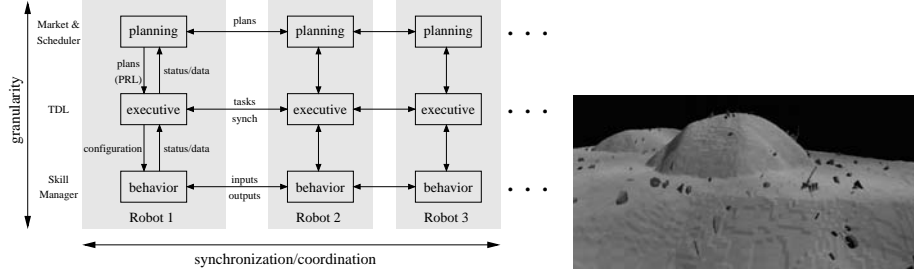 Market &
Scheduler
planning
plans
planning
planning
plans
(PRL)
status/data
granularity
TDL
executive
tasks
synch
executive
executive
configuration
status/data
Skill
Manager
behavior
inputs
outputs
behavior
behavior
Robot 1
Robot 2
Robot 3
synchronization/coordination